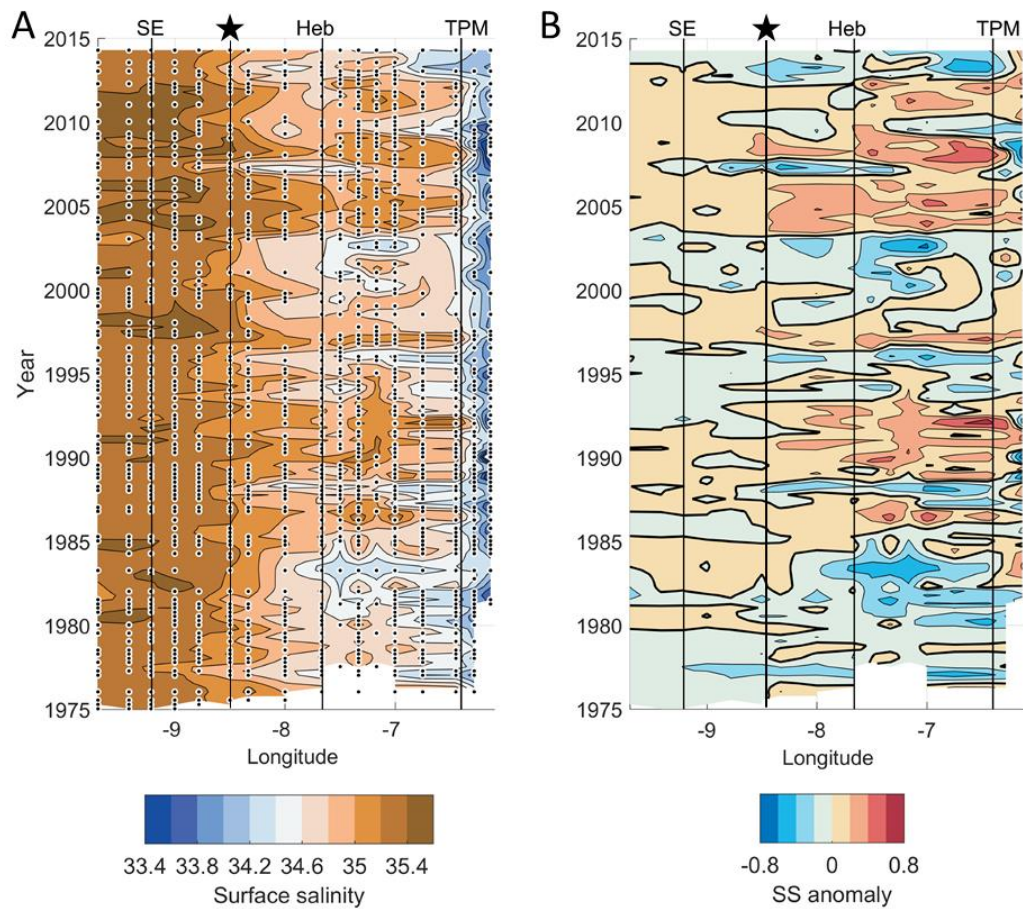 A
SE ★ Heb TPM
2015
2010
2005
2000
1995
1990
1985
1980
1975
Year
-9 -8 -7
Longitude
33.4 33.8 34.2 34.6 35 35.4
Surface salinity
B
SE ★ Heb TPM
2015
2010
2005
2000
1995
1990
1985
1980
1975
-9 -8 -7
Longitude
-0.8 0 0.8
SS anomaly